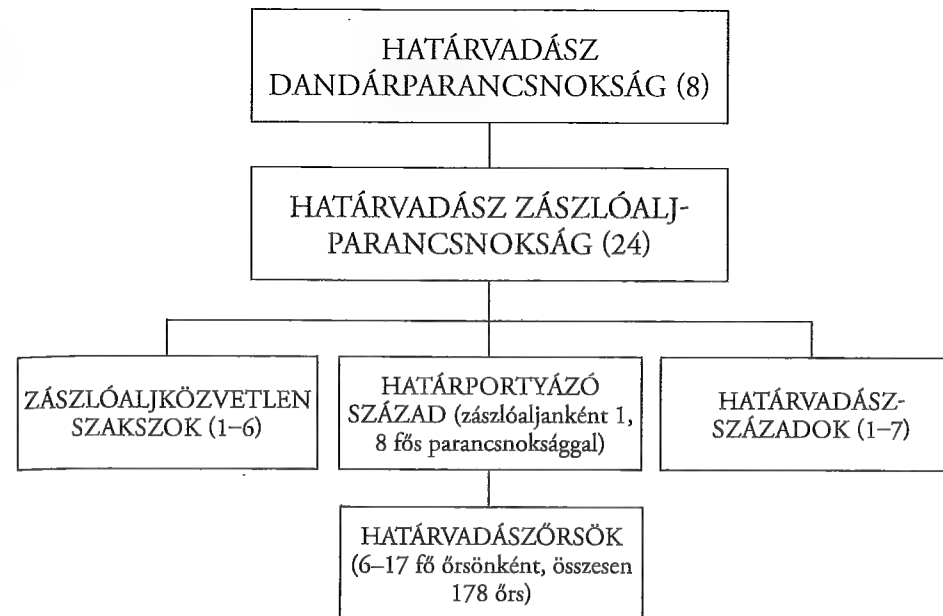 HATÁRVADÁSZ
DANDÁRPARANCSNOKSÁG (8)
HATÁRVADÁSZ ZÁSZLÓALJ-
PARANCSNOKSÁG (24)
ZÁSZLÓALJKÖZVETLEN
SZAKSZOK (1–6)
HATÁRPORTYÁZÓ
SZÁZAD (zászlóaljanként 1,
8 fős parancsnoksággal)
HATÁRVADÁSZ-
SZÁZADOK (1–7)
HATÁRVADÁSZŐRSÖK
(6–17 fő őrsönként, összesen
178 őrs)